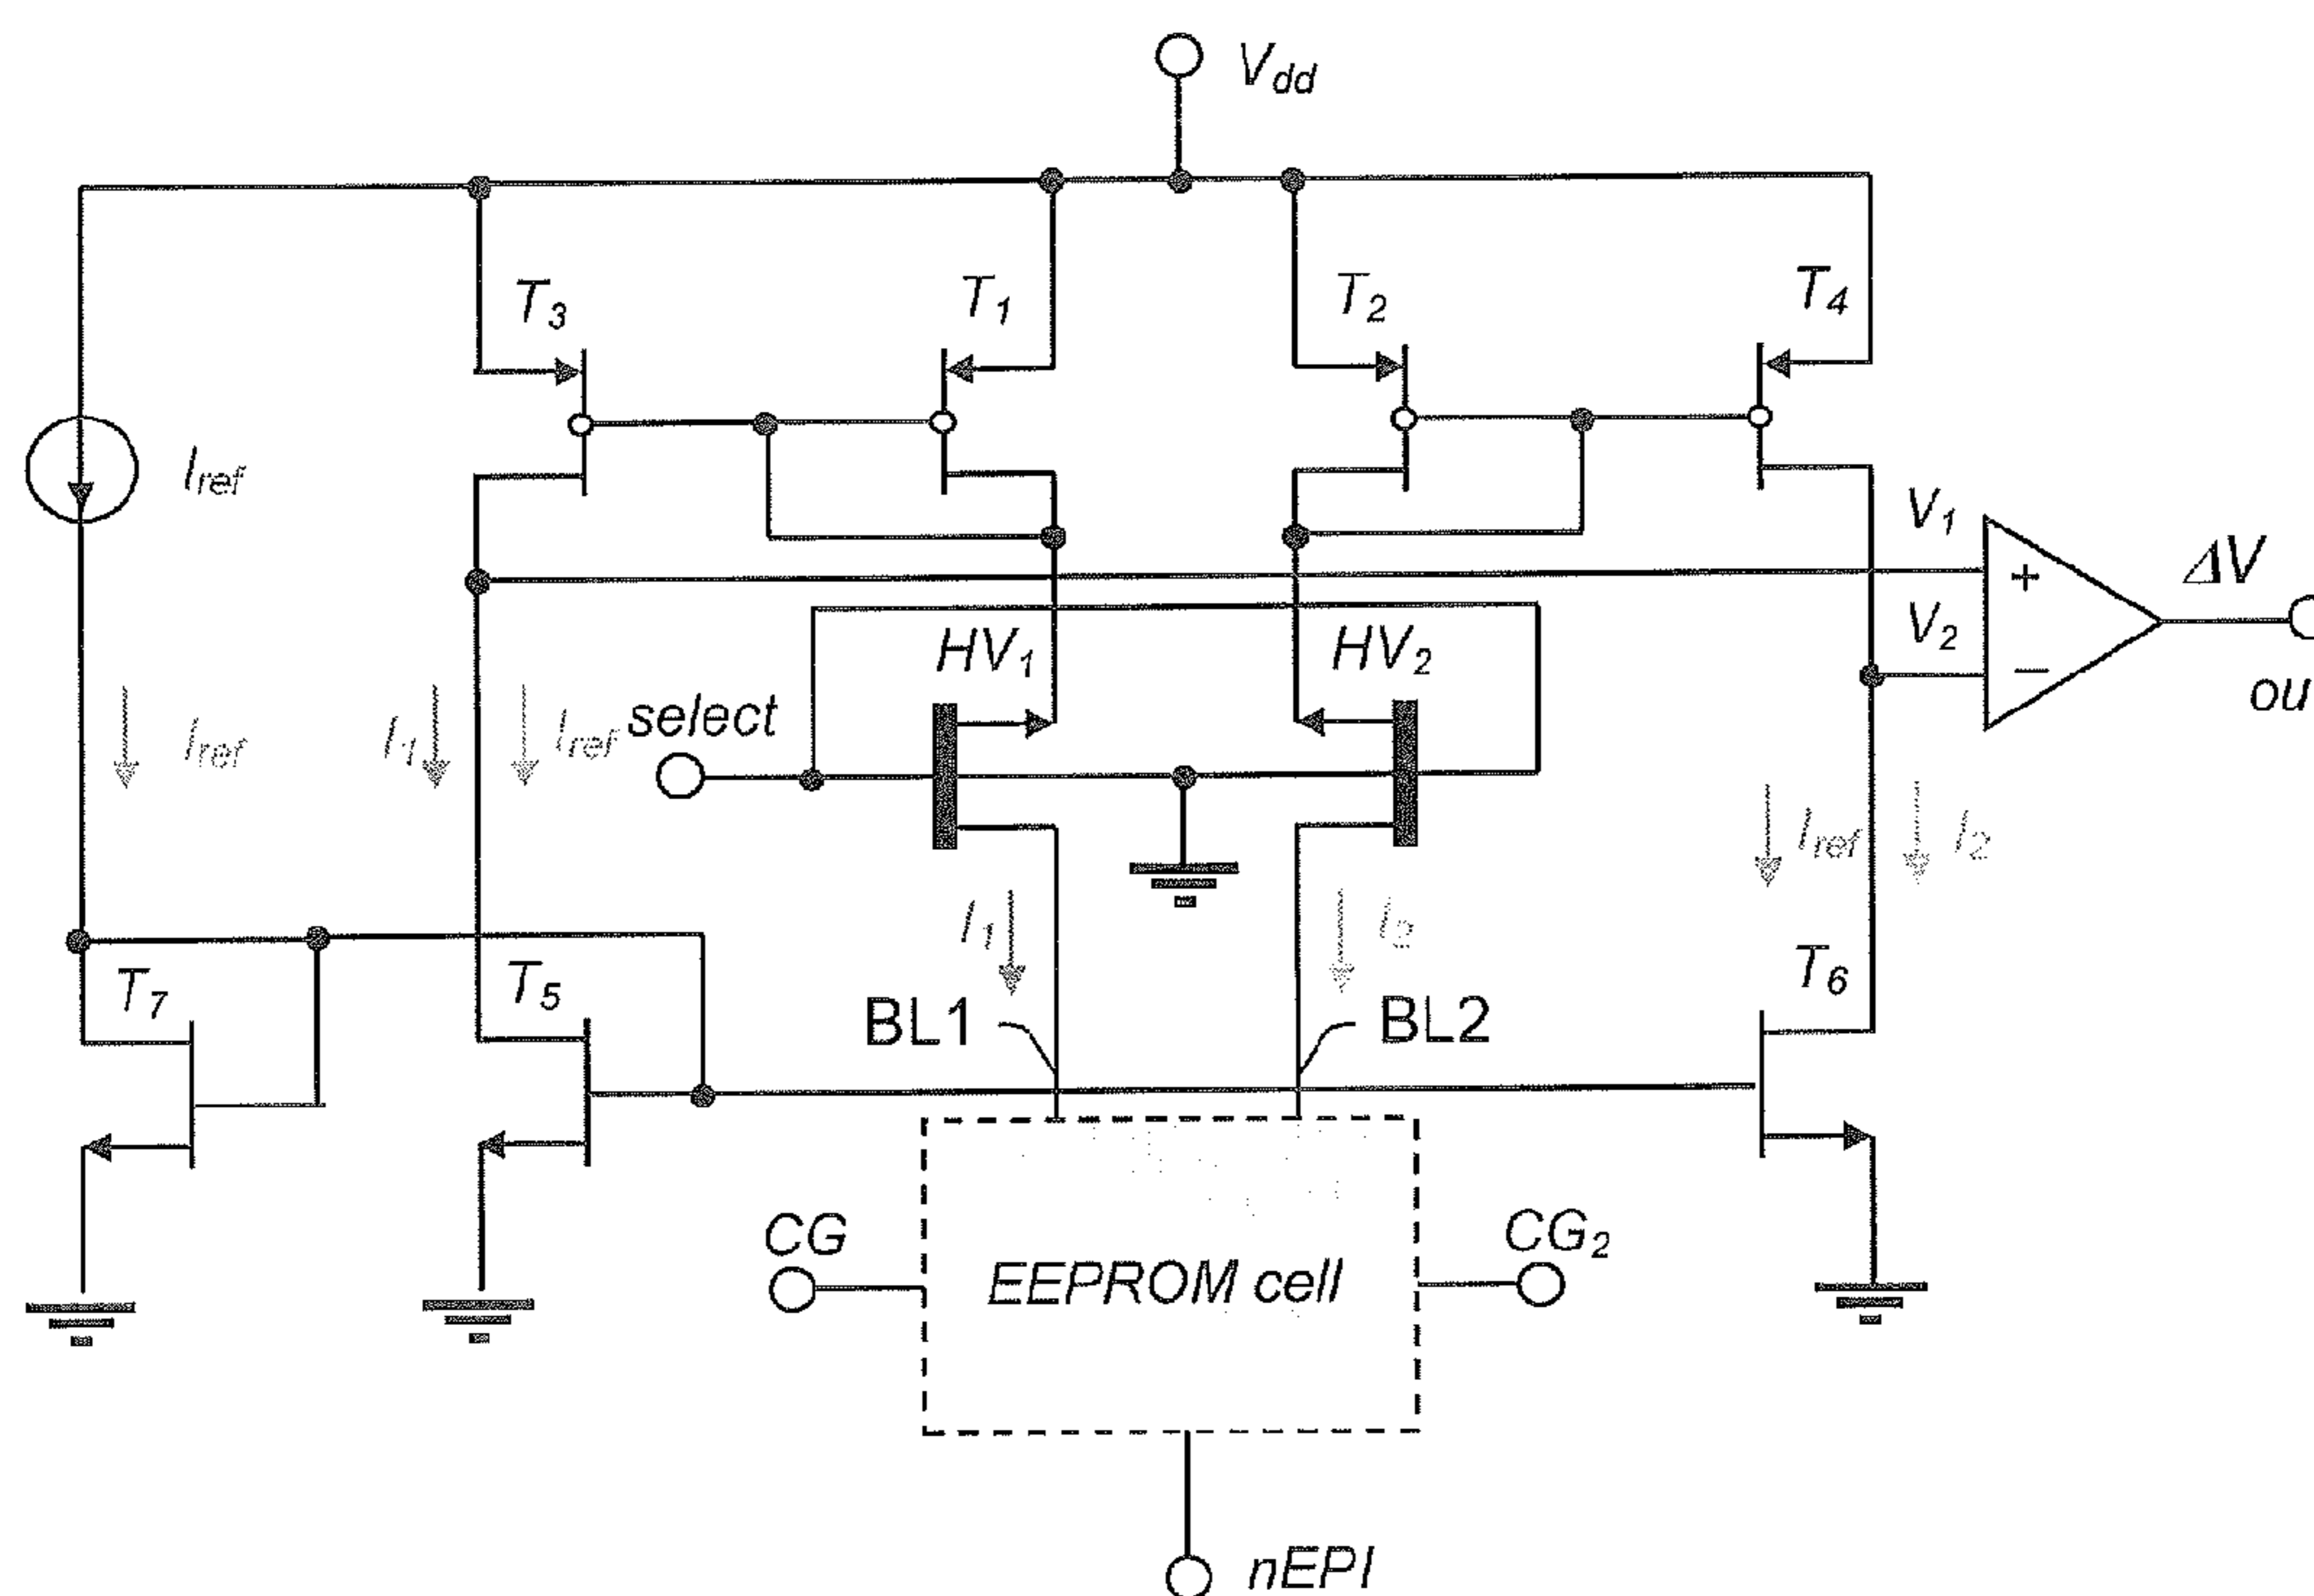 Vdd
T3
T1
T2
T4
Iref
V1
+
ΔV
V2
−
ou
HV1
HV2
select
Iref
I1
Iref
Iref
I2
I1
I2
T7
T5
BL1
BL2
T6
CG
CG2
EEPROM cell
nEPI